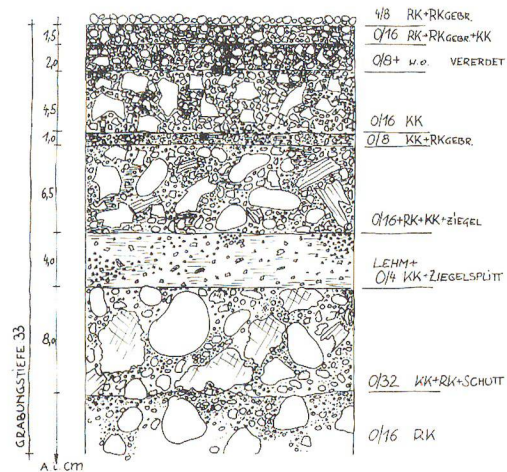 4/8 RK+RKGEBR.
1,5
0/16 RK+RKGEBR.+KK
2,0
0/8+ W.O. VERERDET
4,5
0/16 KK
1,0
0/8 KK+RKGEBR.
6,5
0/16+RK+KK+ZIEGEL
4,0
LEHM+
0/4 KK+ZIEGELSPLITT
8,0
0/32 KK+RK+SCHUTT
GRABUNGSTIEFE 33
0/16 RK
CM